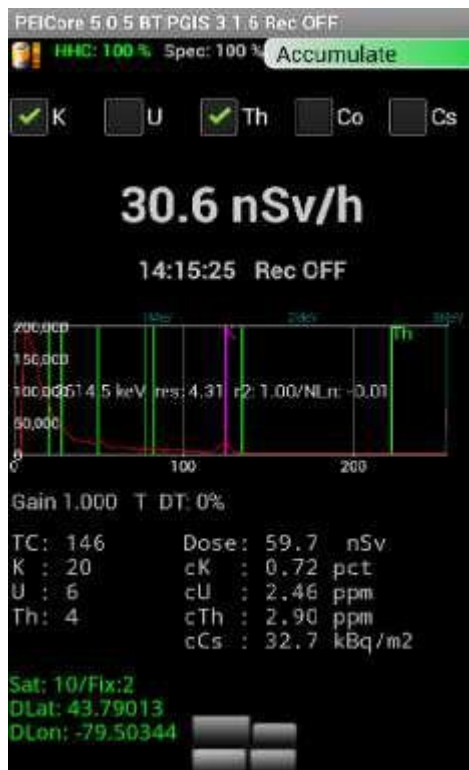 PEICore 5.0.5 BT PGIS 3.1.6 Rec OFF
HHC: 100 % Spec: 100 % Accumulate
K U Th Co Cs
30.6 nSv/h
14:15:25 Rec OFF
1MeV 2MeV 3MeV
200,000 K Th
150,000
100,000 2614.5 keV res: 4.31 r2: 1.00/NLn: -0.01
50,000
0 100 200
Gain 1.000 T DT: 0%
TC: 146 Dose: 59.7 nSv
K : 20 cK : 0.72 pct
U : 6 cU : 2.46 ppm
Th: 4 cTh : 2.90 ppm
cCs : 32.7 kBq/m2
Sat: 10/Fix:2
DLat: 43.79013
DLon: -79.50344